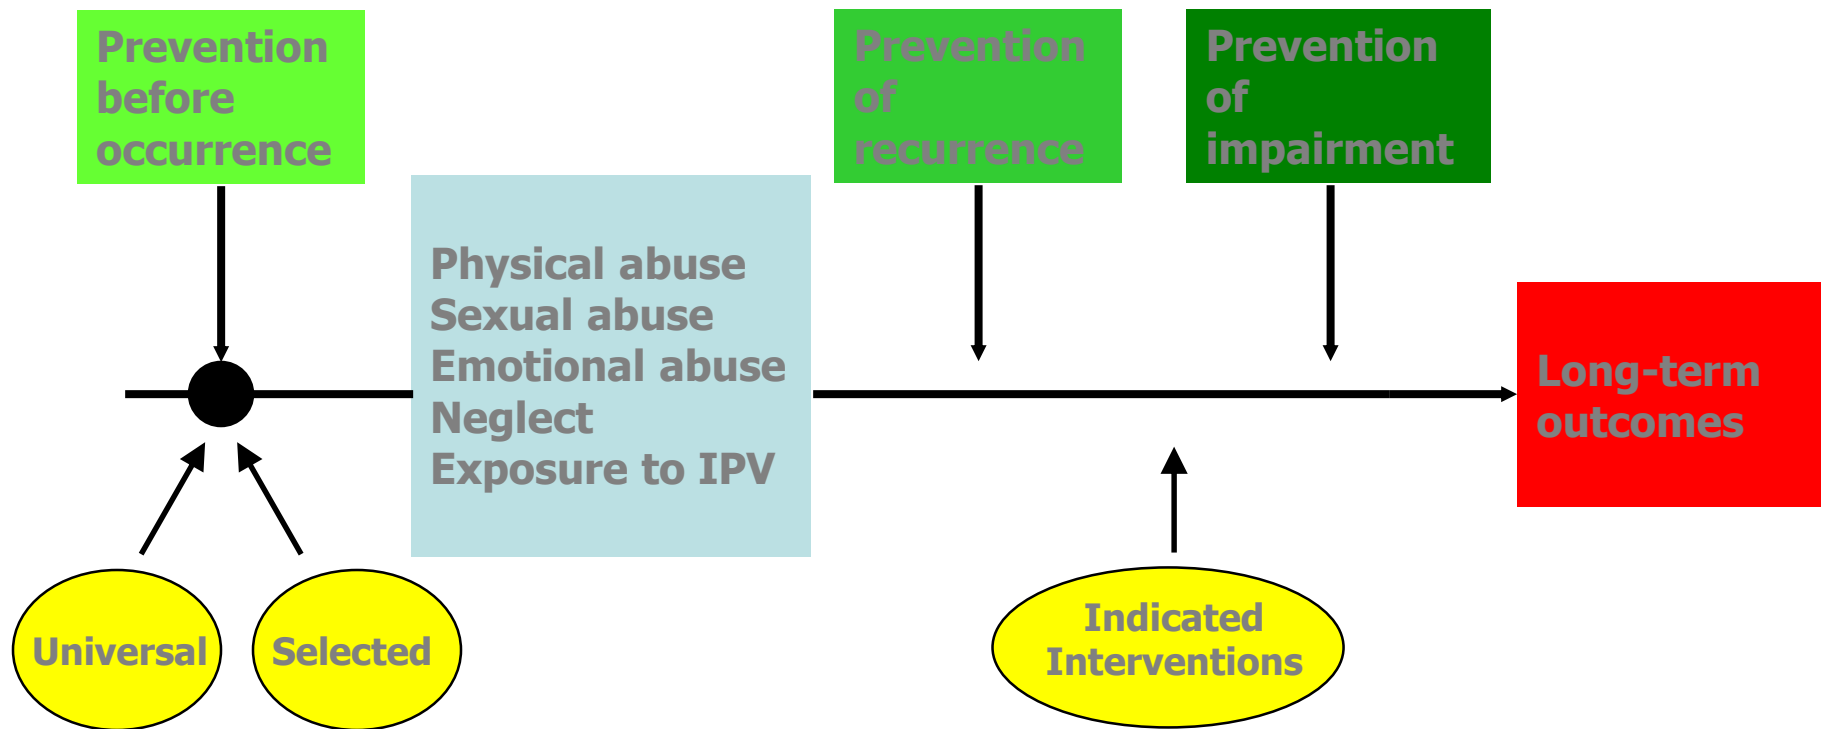 Prevention
before
occurrence
Prevention
of
recurrence
Prevention
of
impairment
Physical abuse
Sexual abuse
Emotional abuse
Neglect
Exposure to IPV
Long-term
outcomes
Universal
Selected
Indicated
Interventions